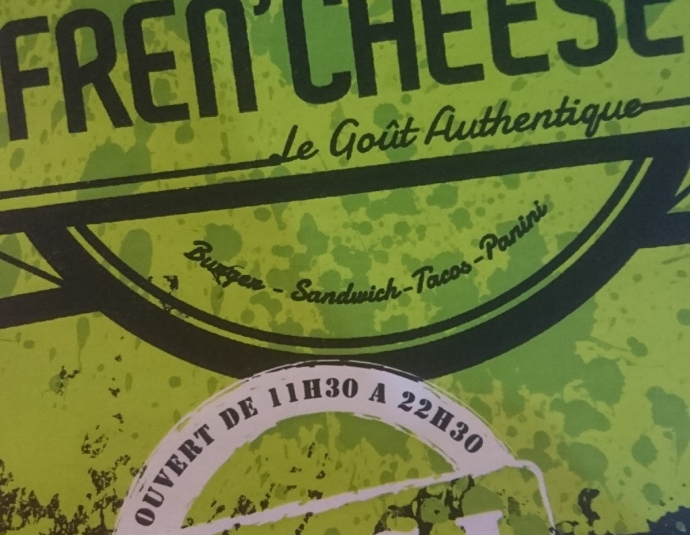 FREN'CHEESE
Le Goût Authentique
Burger - Sandwich - Tacos - Panini
OUVERT DE 11H30 A 22H30